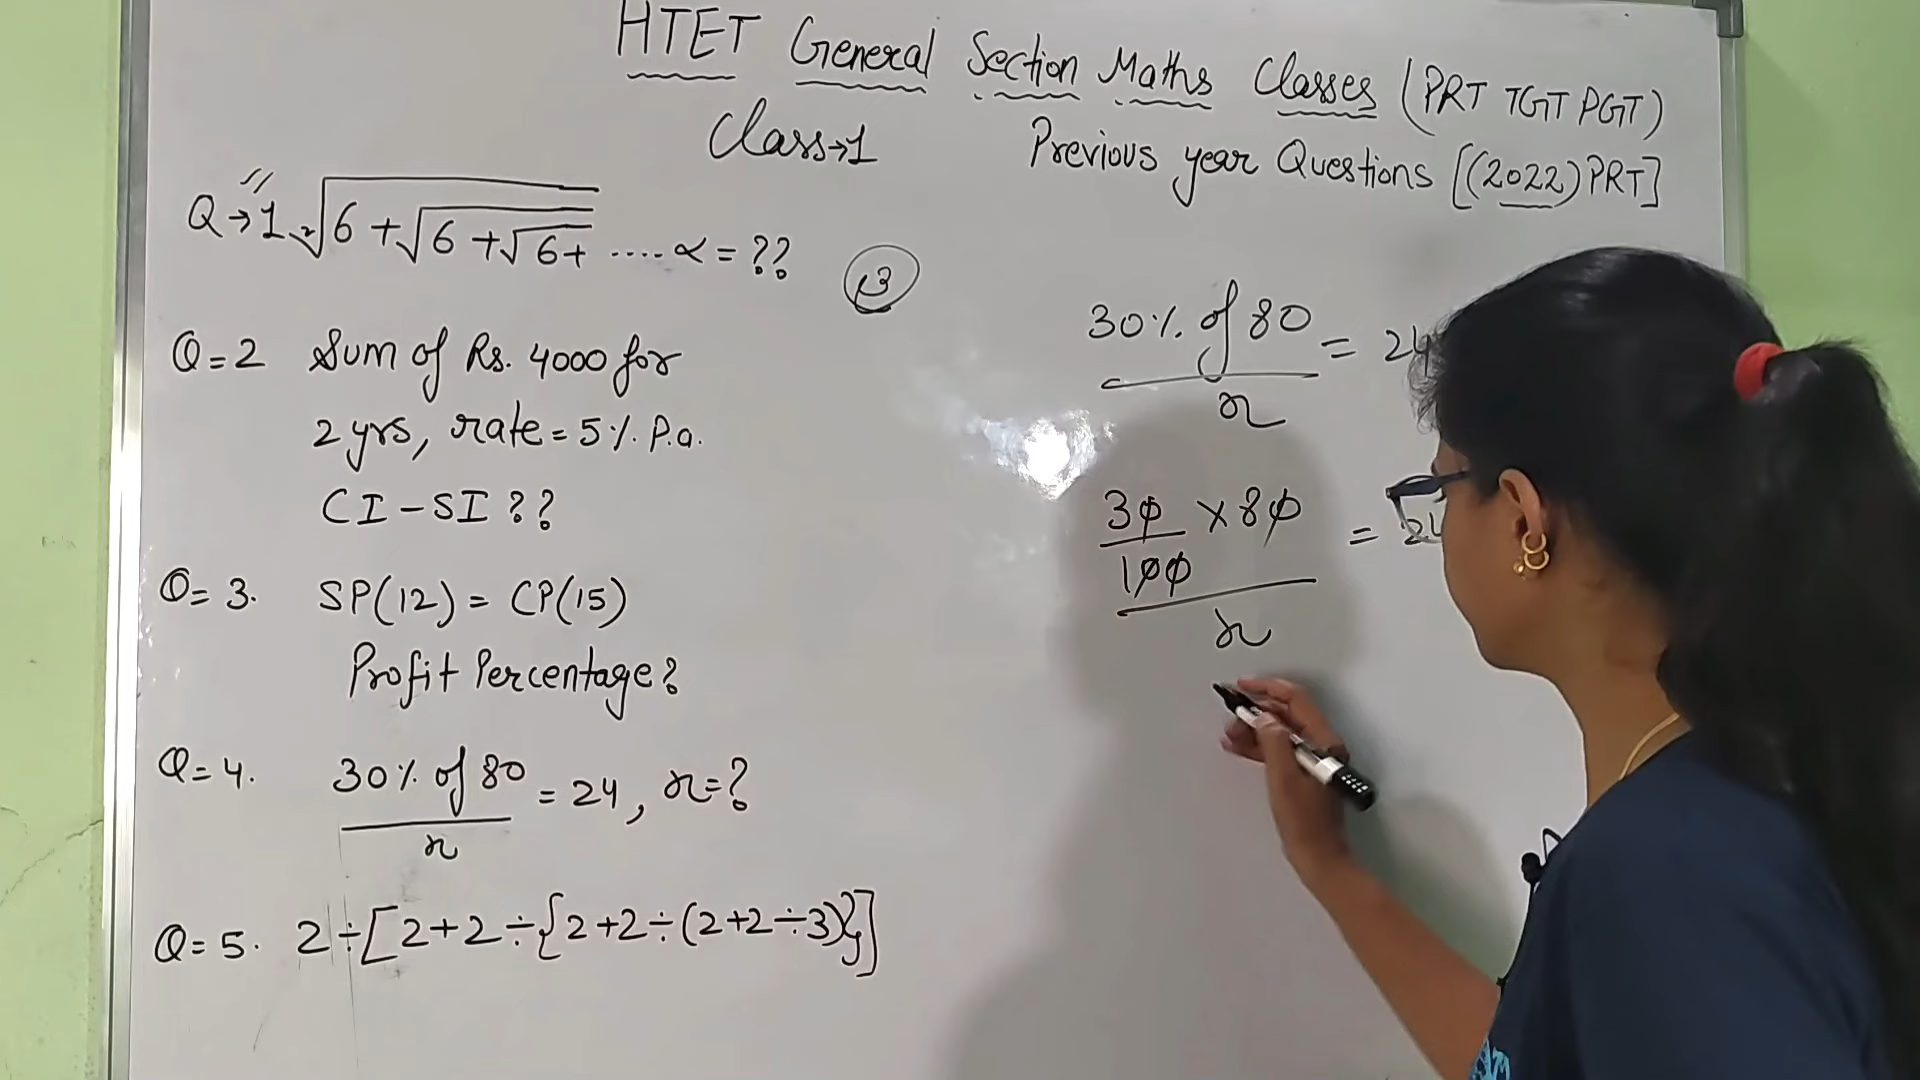 HTET General Section Maths Classes (PRT TGT PGT)
Class→1 Previous year Questions [(2022)PRT]
Q→1 ²√6+√6+√6+ ....∝=??
3
Q=2 Sum of Rs. 4000 for
2yrs, rate=5%. P.a.
CI-SI??
Q=3. SP(12)=CP(15)
Profit Percentage?
Q=4. 30% of 80 = 24, x=?
x
Q=5. 2÷[2+2÷{2+2÷(2+2÷3)}]
30% of 80 = 24
x
30 ×80 = 24
100
x